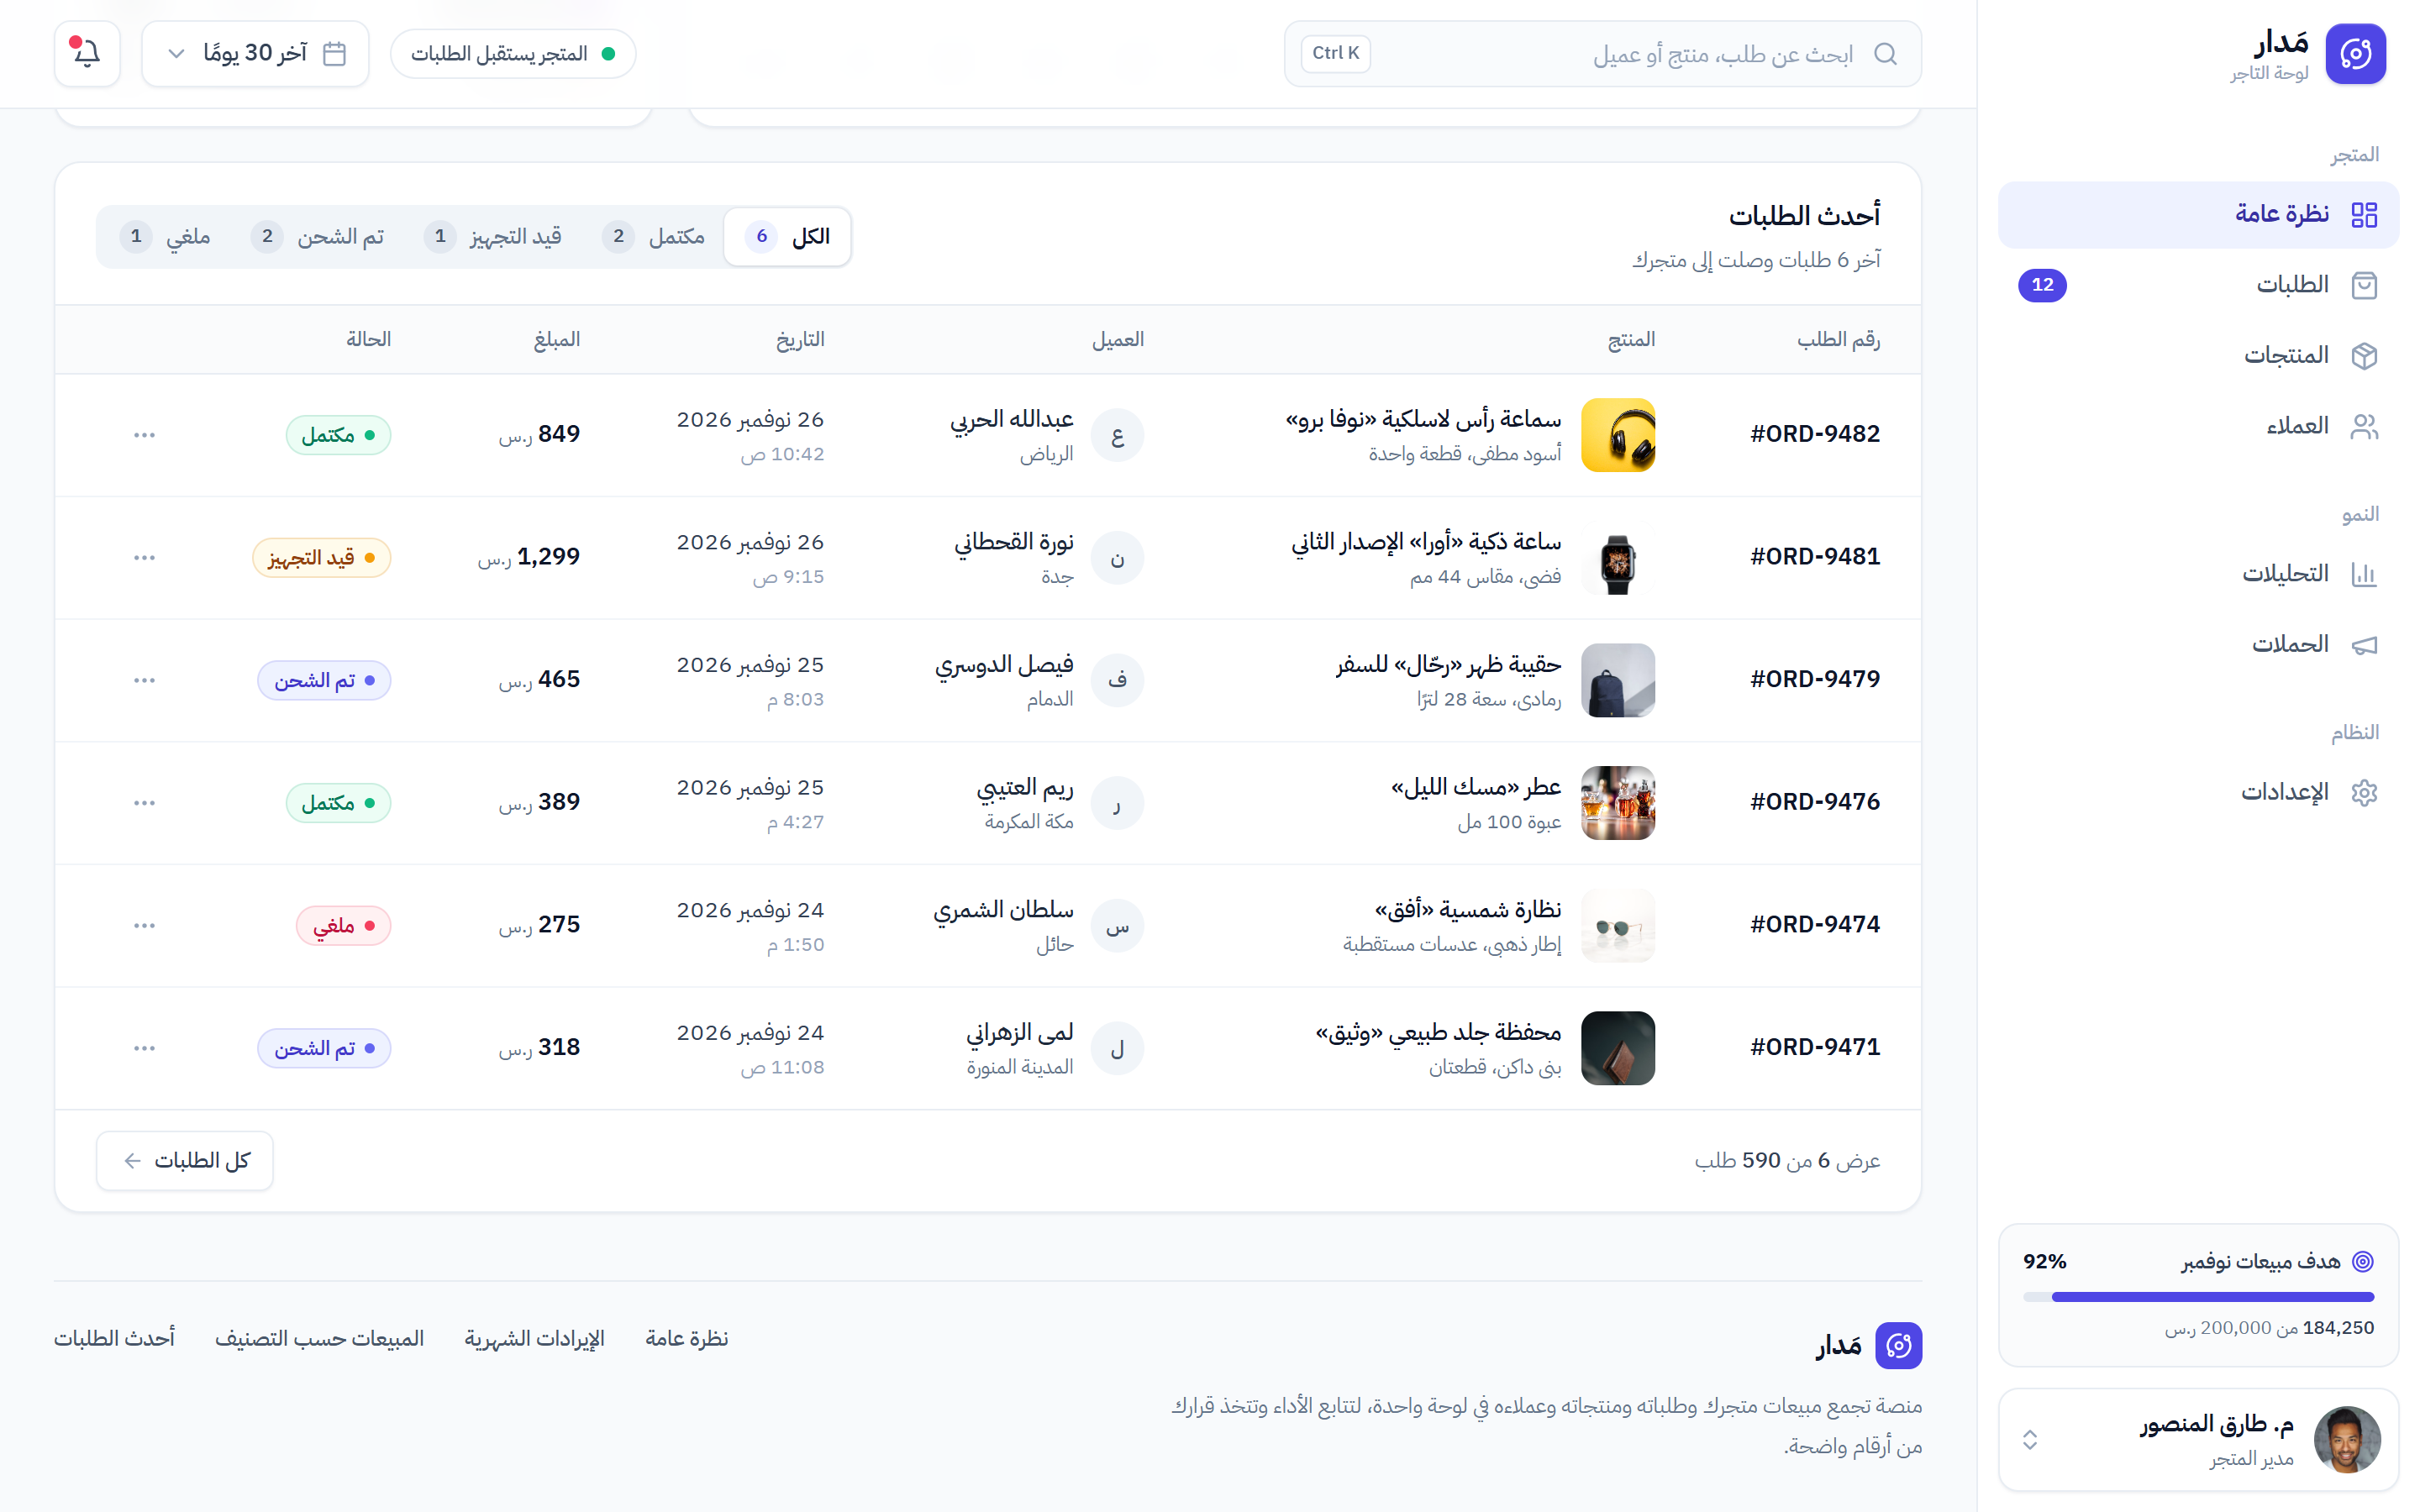 مَدار
لوحة التاجر
المتجر
نظرة عامة
الطلبات 12
المنتجات
العملاء
النمو
التحليلات
الحملات
النظام
الإعدادات
هدف مبيعات نوفمبر 92%
184,250 من 200,000 ر.س
م. طارق المنصور
مدير المتجر
ابحث عن طلب، منتج أو عميل Ctrl K
المتجر يستقبل الطلبات
آخر 30 يومًا
أحدث الطلبات
آخر 6 طلبات وصلت إلى متجرك
الكل 6 مكتمل 2 قيد التجهيز 1 تم الشحن 2 ملغي 1
رقم الطلب المنتج العميل التاريخ المبلغ الحالة
#ORD-9482 سماعة رأس لاسلكية «نوفا برو» ع عبدالله الحربي 26 نوفمبر 2026 849 ر.س مكتمل
أسود مطفى، قطعة واحدة الرياض 10:42 ص
#ORD-9481 ساعة ذكية «أورا» الإصدار الثاني ن نورة القحطاني 26 نوفمبر 2026 1,299 ر.س قيد التجهيز
فضي، مقاس 44 مم جدة 9:15 ص
#ORD-9479 حقيبة ظهر «رحّال» للسفر ف فيصل الدوسري 25 نوفمبر 2026 465 ر.س تم الشحن
رمادي، سعة 28 لترًا الدمام 8:03 م
#ORD-9476 عطر «مسك الليل» ر ريم العتيبي 25 نوفمبر 2026 389 ر.س مكتمل
عبوة 100 مل مكة المكرمة 4:27 م
#ORD-9474 نظارة شمسية «أفق» س سلطان الشمري 24 نوفمبر 2026 275 ر.س ملغي
إطار ذهبي، عدسات مستقطبة حائل 1:50 م
#ORD-9471 محفظة جلد طبيعي «وثيق» ل لمى الزهراني 24 نوفمبر 2026 318 ر.س تم الشحن
بني داكن، قطعتان المدينة المنورة 11:08 ص
عرض 6 من 590 طلب
كل الطلبات
مَدار
منصة تجمع مبيعات متجرك وطلباته ومنتجاته وعملاءه في لوحة واحدة، لتتابع الأداء وتتخذ قرارك
من أرقام واضحة.
نظرة عامة الإيرادات الشهرية المبيعات حسب التصنيف أحدث الطلبات